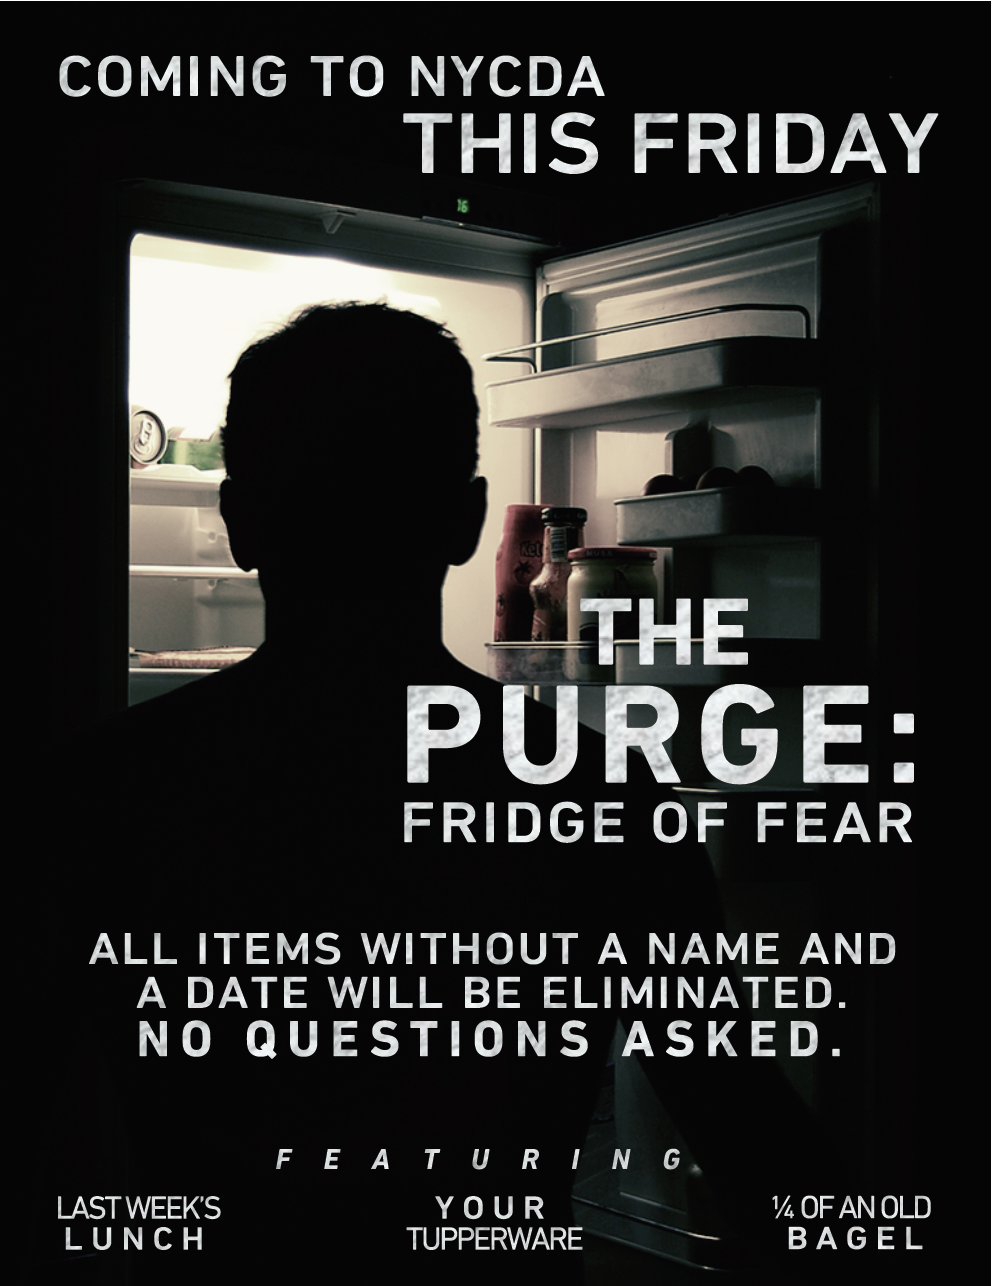 COMING TO NYCDA
THIS FRIDAY
16
THE
PURGE:
FRIDGE OF FEAR
ALL ITEMS WITHOUT A NAME AND
A DATE WILL BE ELIMINATED.
NO QUESTIONS ASKED.
FEATURING
LAST WEEK'S
LUNCH
YOUR
TUPPERWARE
¼ OF AN OLD
BAGEL